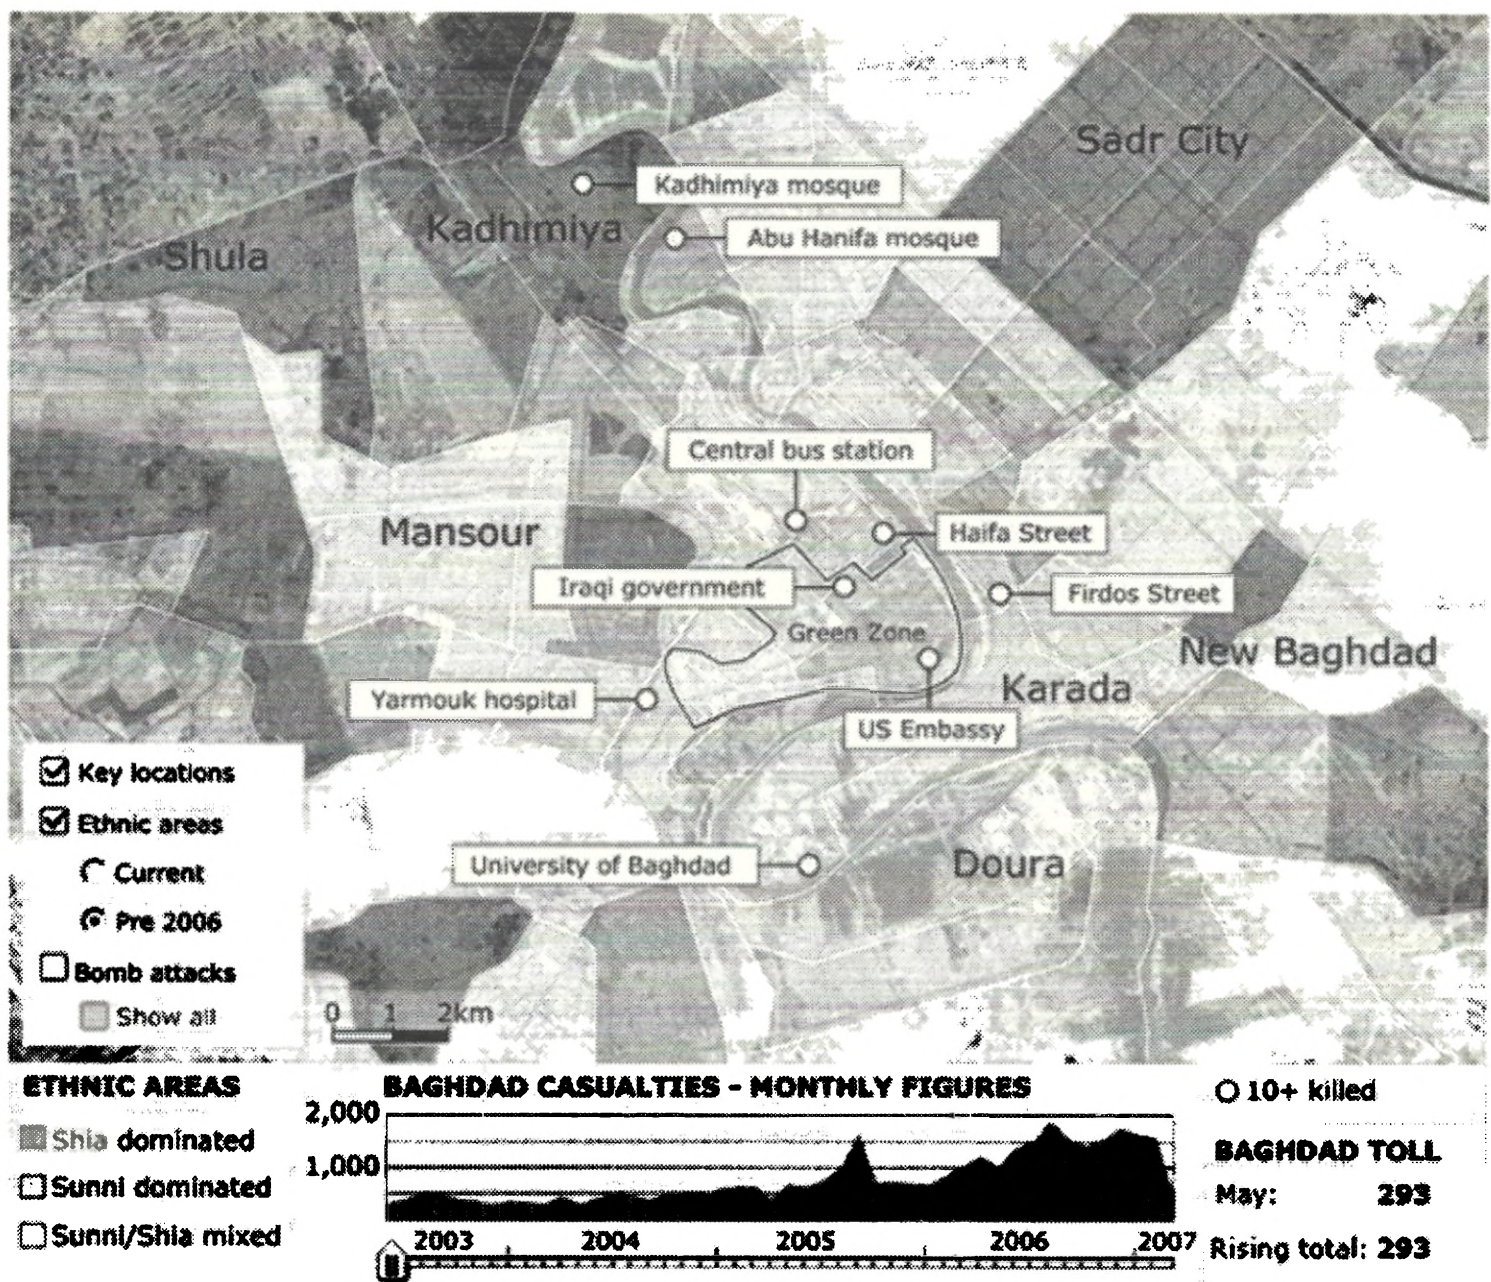 Sadr City
Kadhimiya mosque
Kadhimiya
Abu Hanifa mosque
Shula
Central bus station
Mansour
Haifa Street
Iraqi government
Firdos Street
Green Zone
New Baghdad
Karada
Yarmouk hospital
US Embassy
Key locations
Ethnic areas
Current
Pre 2006
Bomb attacks
Show all
University of Baghdad
Doura
0 1 2km
ETHNIC AREAS
Shia dominated
Sunni dominated
Sunni/Shia mixed
BAGHDAD CASUALTIES - MONTHLY FIGURES
2,000
1,000
2003 2004 2005 2006 2007
10+ killed
BAGHDAD TOLL
May: 293
Rising total: 293